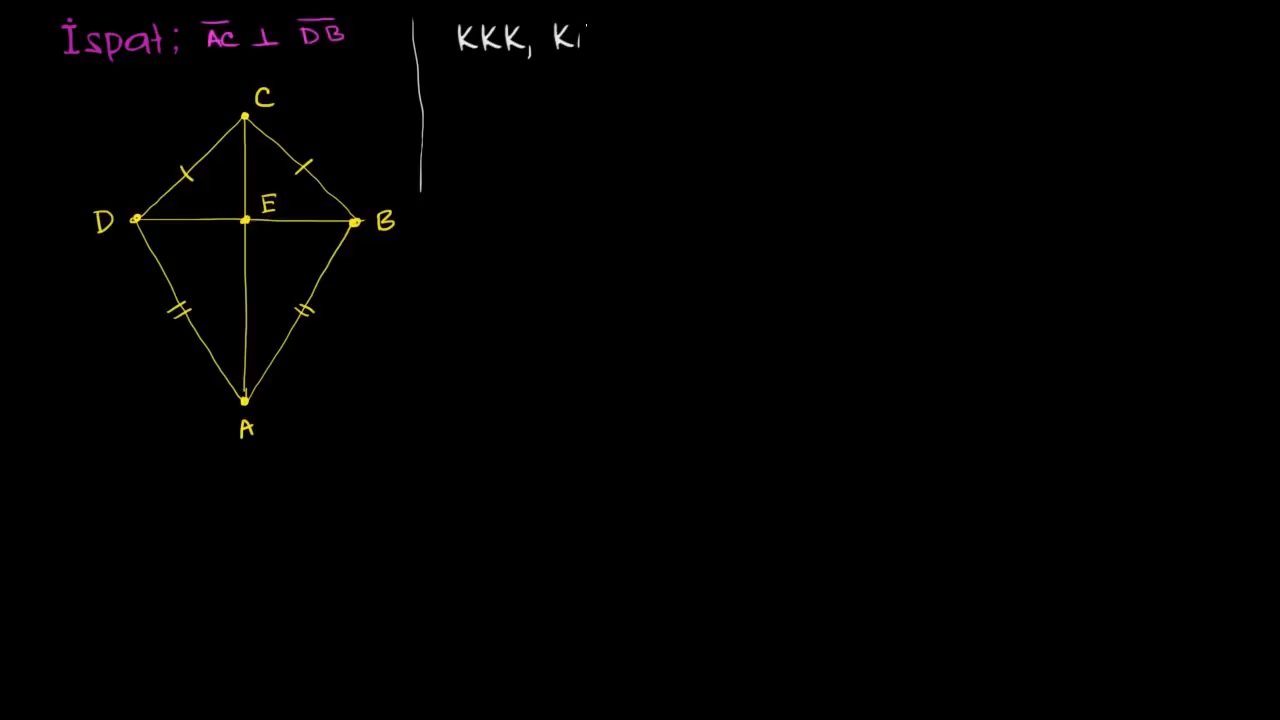 İspat; AC ⊥ DB
KKK, K
C
E
D
B
A